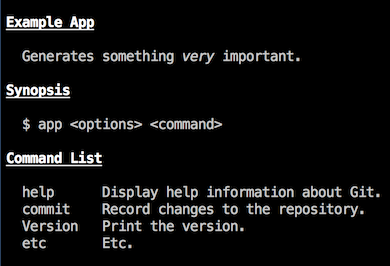 Example App
Generates something very important.
Synopsis
$ app <options> <command>
Command List
help Display help information about Git.
commit Record changes to the repository.
Version Print the version.
etc Etc.